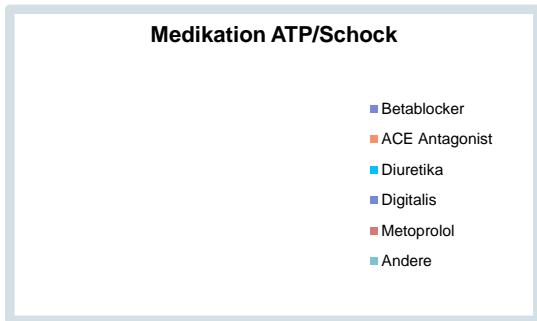 Medikation ATP/Schock
Betablocker
ACE Antagonist
Diuretika
Digitalis
Metoprolol
Andere